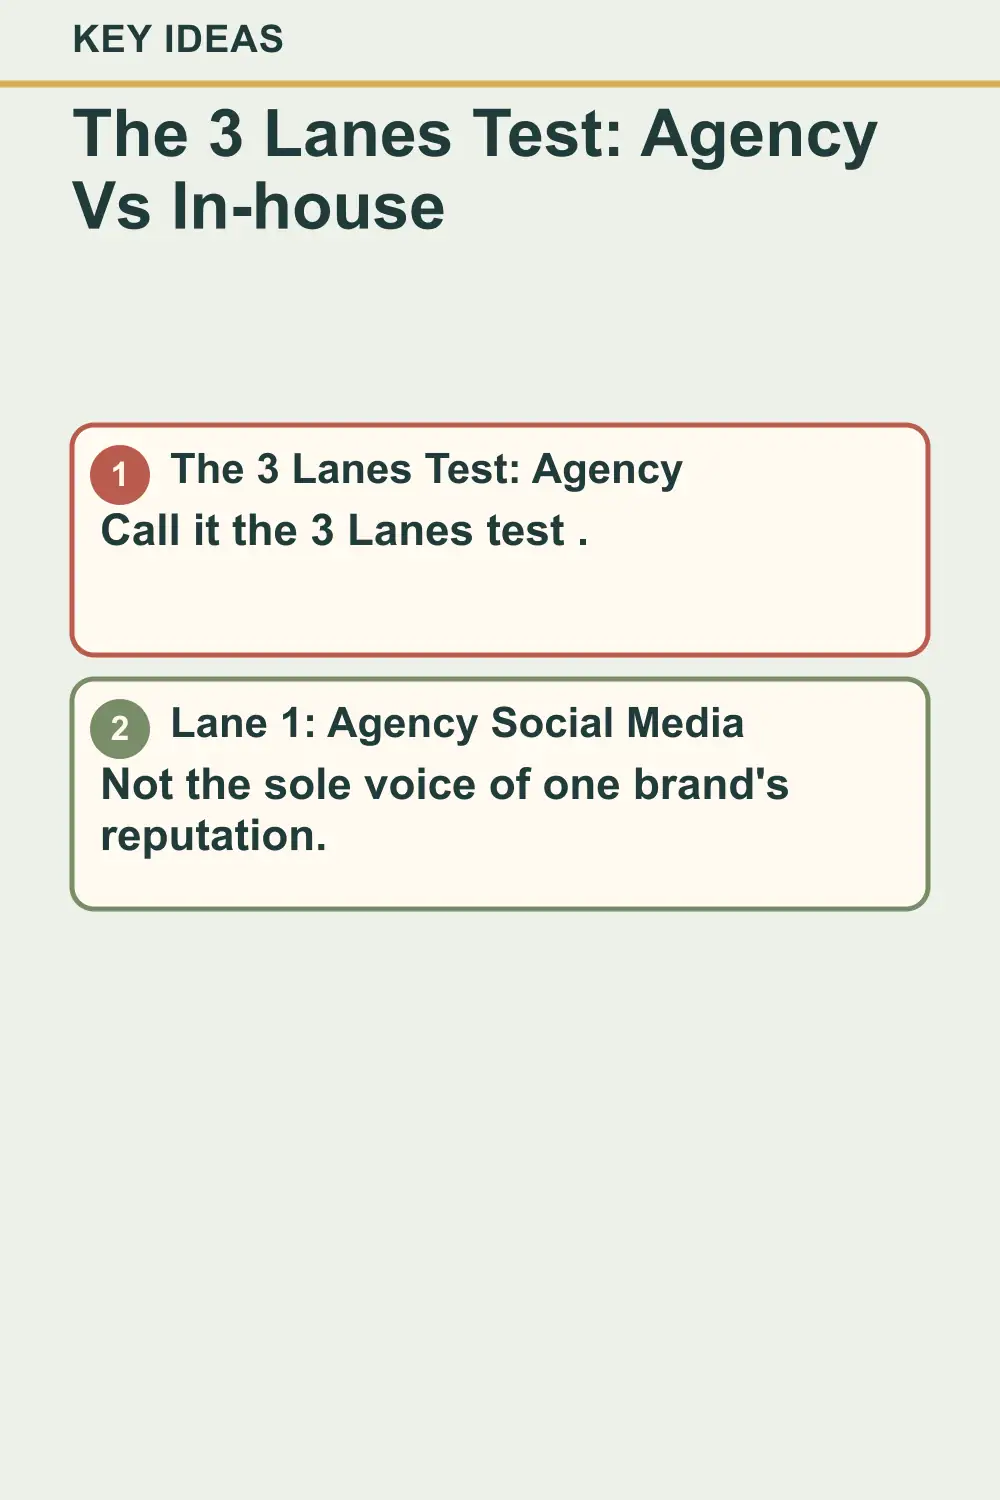 KEY IDEAS
The 3 Lanes Test: Agency
Vs In-house
1 The 3 Lanes Test: Agency
Call it the 3 Lanes test .
2 Lane 1: Agency Social Media
Not the sole voice of one brand's
reputation.